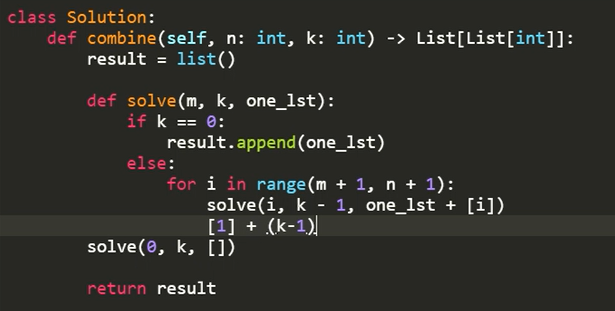 class Solution:
    def combine(self, n: int, k: int) -> List[List[int]]:
        result = list()

        def solve(m, k, one_lst):
            if k == 0:
                result.append(one_lst)
            else:
                for i in range(m + 1, n + 1):
                    solve(i, k - 1, one_lst + [i])
                    [1] + (k-1)
        solve(0, k, [])

        return result